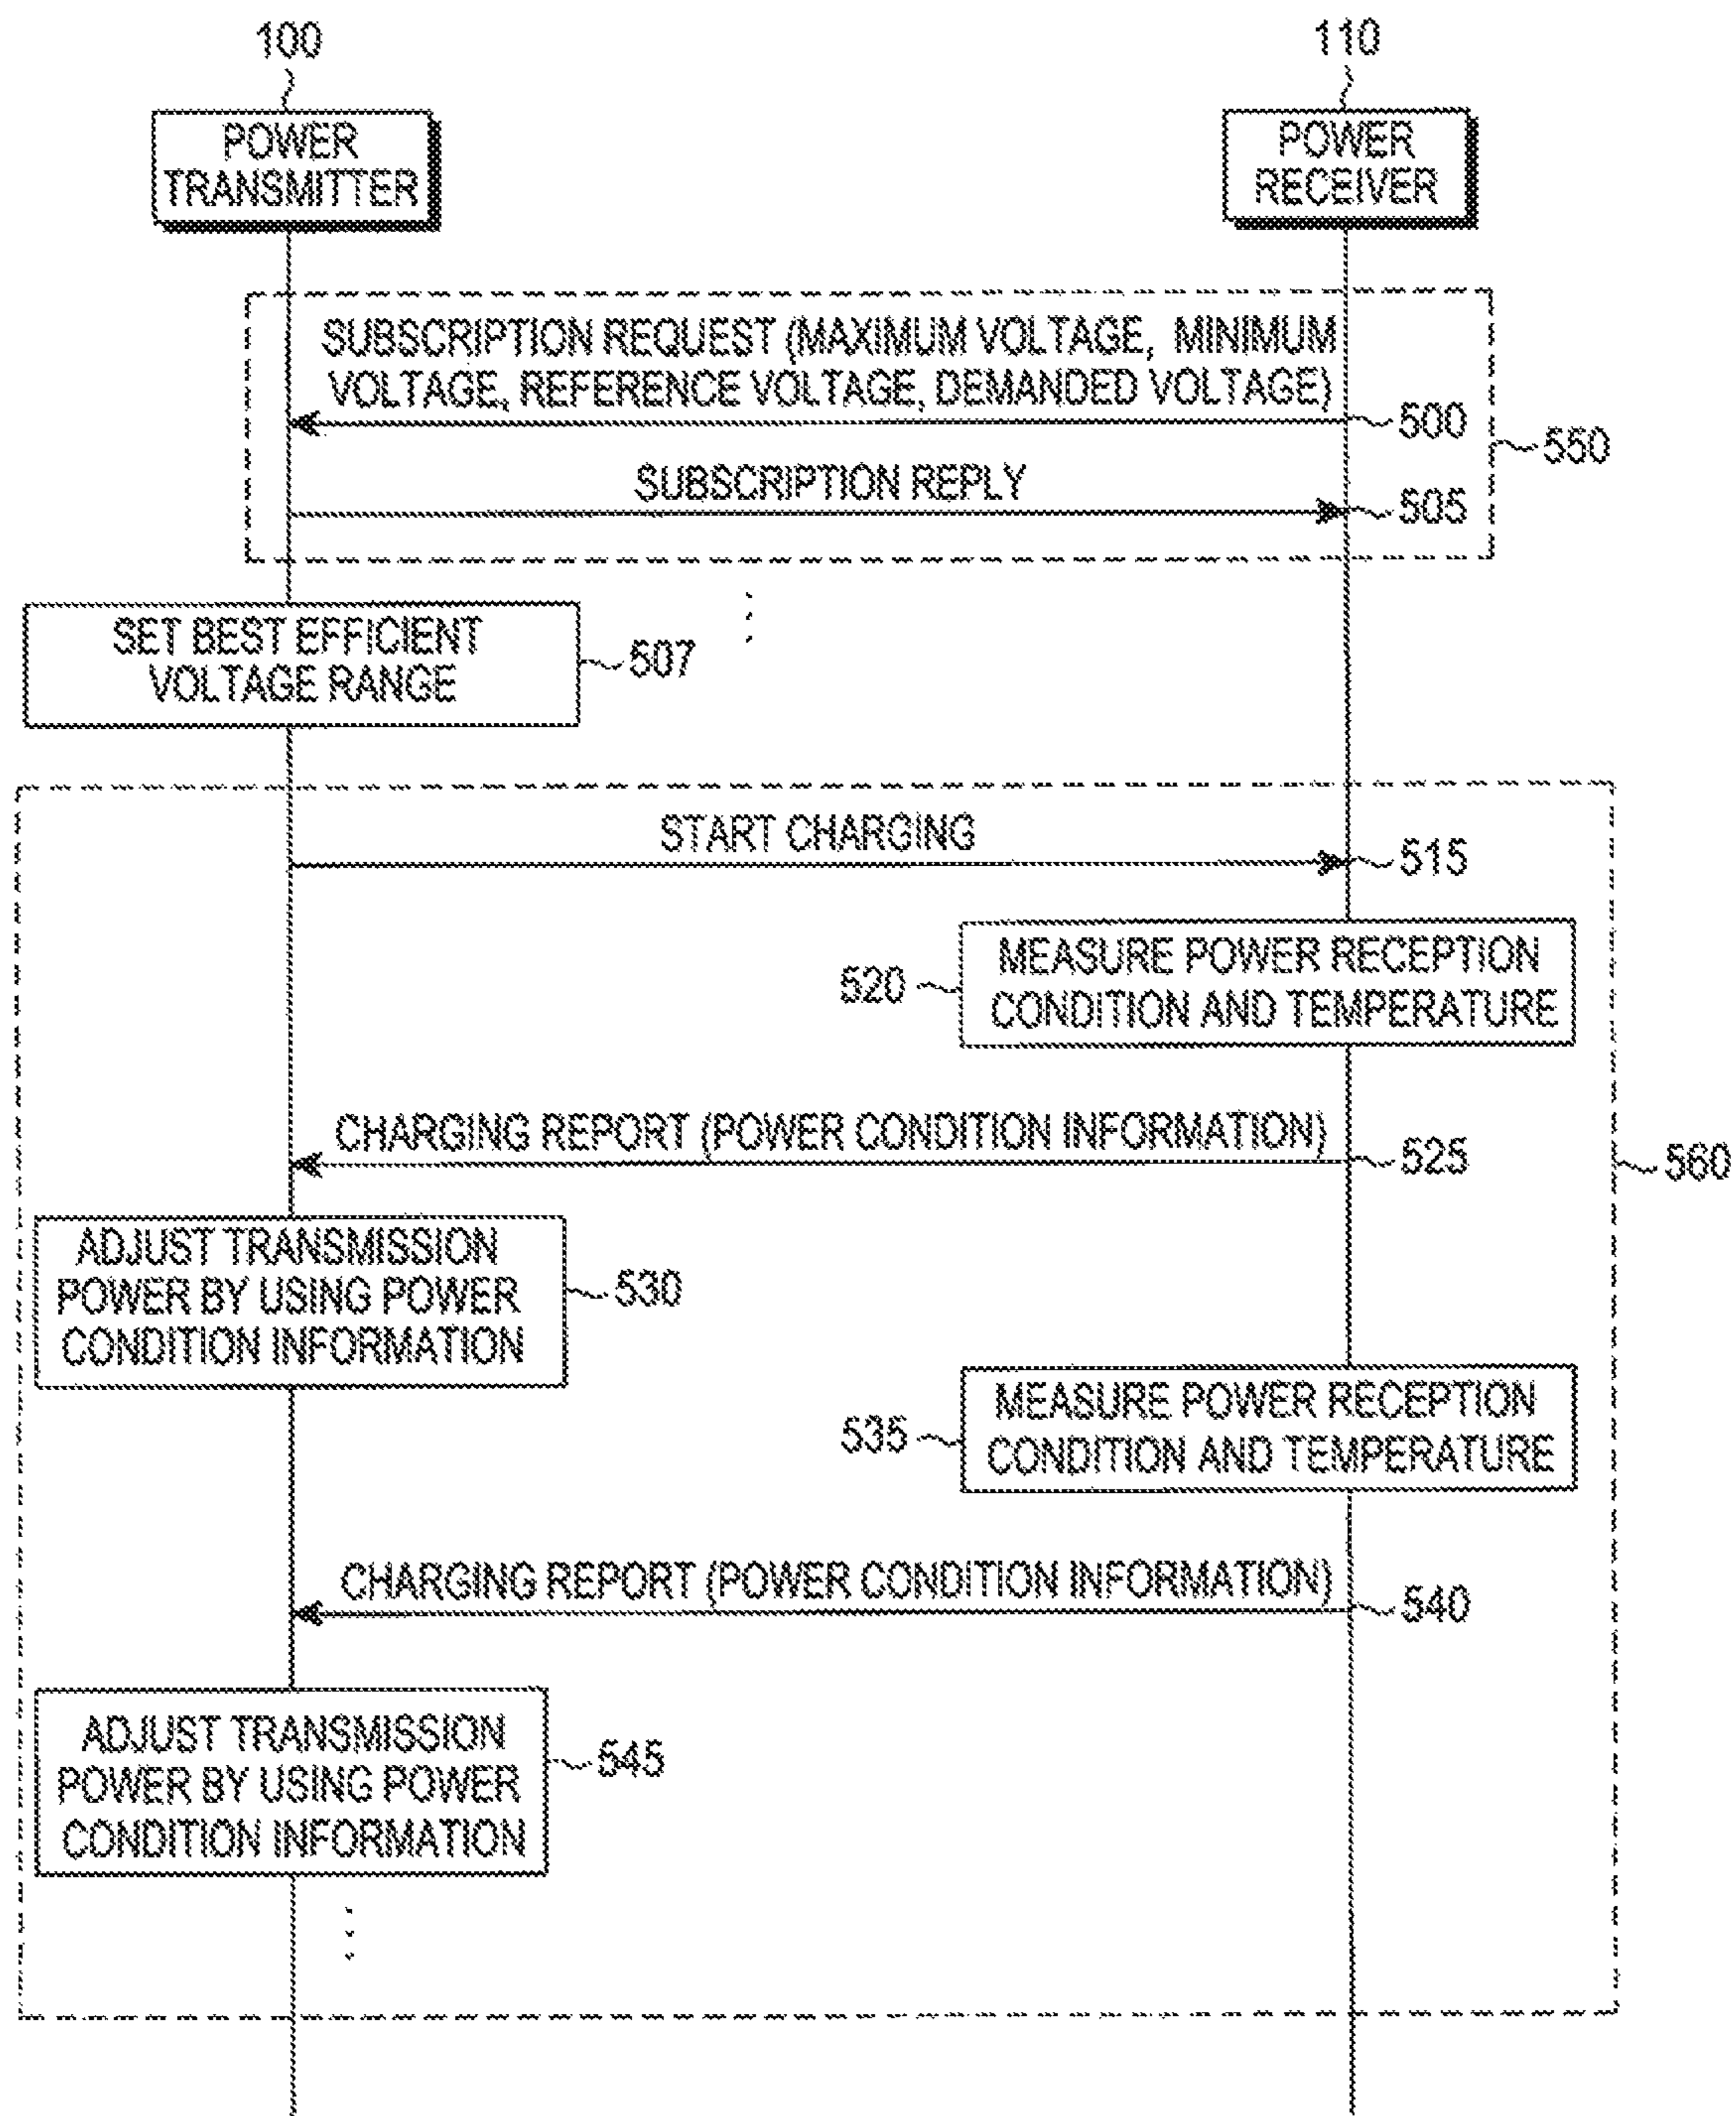 100
110
POWER
TRANSMITTER
POWER
RECEIVER
SUBSCRIPTION REQUEST (MAXIMUM VOLTAGE, MINIMUM
VOLTAGE, REFERENCE VOLTAGE, DEMANDED VOLTAGE)
500
550
SUBSCRIPTION REPLY
505
SET BEST EFFICIENT
VOLTAGE RANGE
507
START CHARGING
515
MEASURE POWER RECEPTION
CONDITION AND TEMPERATURE
520
CHARGING REPORT (POWER CONDITION INFORMATION)
525
560
ADJUST TRANSMISSION
POWER BY USING POWER
CONDITION INFORMATION
530
MEASURE POWER RECEPTION
CONDITION AND TEMPERATURE
535
CHARGING REPORT (POWER CONDITION INFORMATION)
540
ADJUST TRANSMISSION
POWER BY USING POWER
CONDITION INFORMATION
545